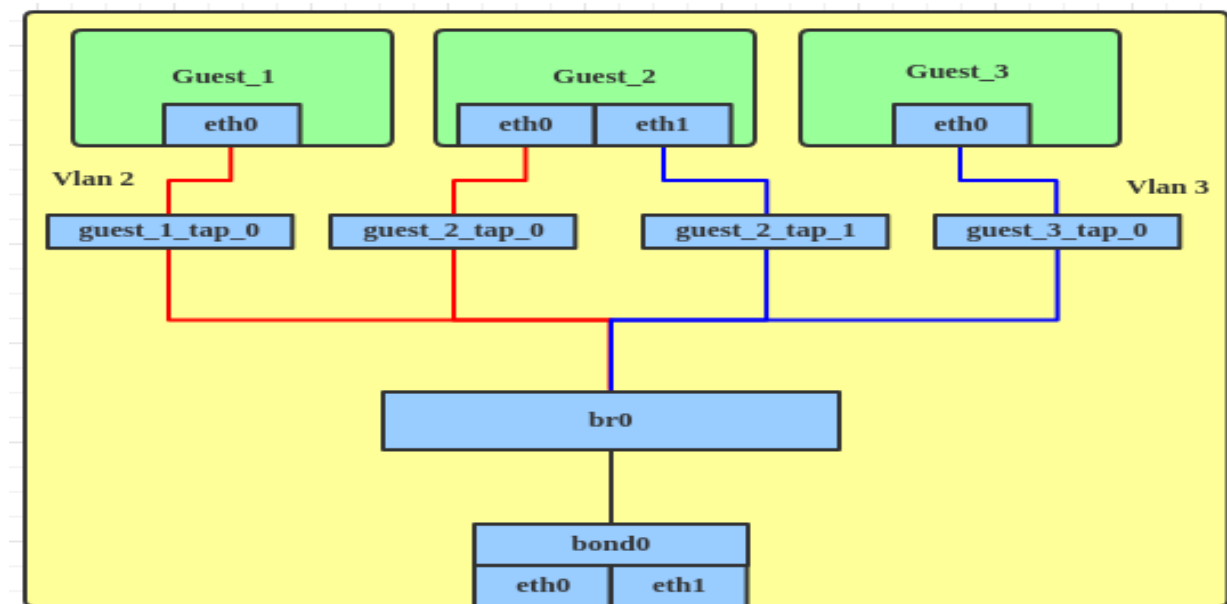 Guest_1
Guest_2
Guest_3
eth0
eth0
eth1
eth0
Vlan 2
Vlan 3
guest_1_tap_0
guest_2_tap_0
guest_2_tap_1
guest_3_tap_0
br0
bond0
eth0
eth1